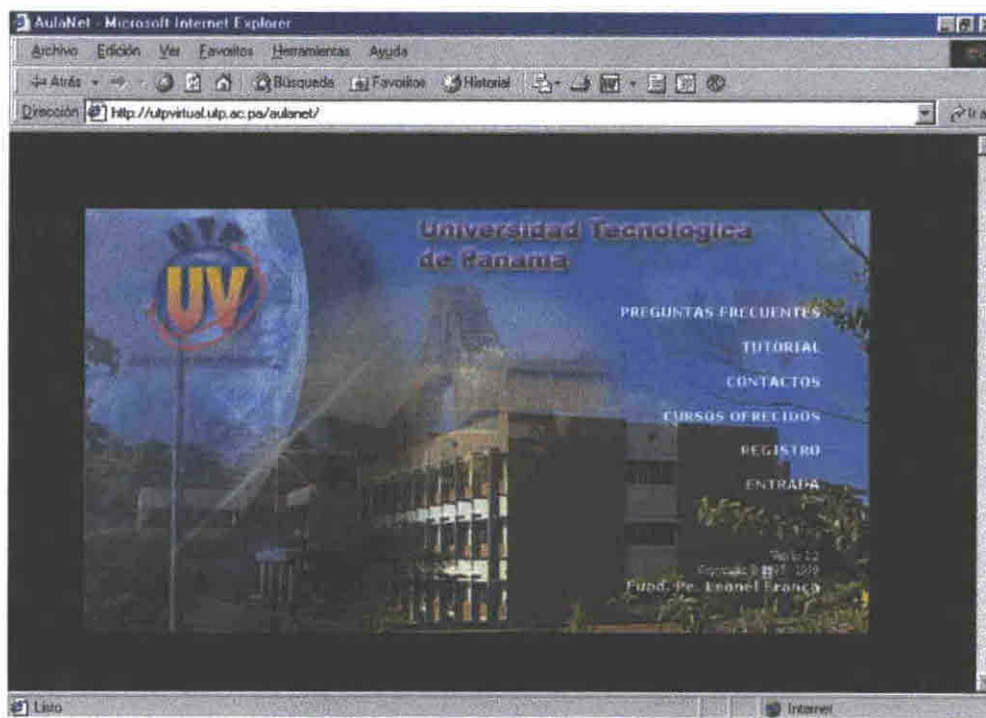 AulaNet - Microsoft Internet Explorer
Archivo Edición Ver Favoritos Herramientas Ayuda
Atrás Búsqueda Favoritos Historial
Dirección http://utpvirtual.utp.ac.pa/aulanet/ Ir a
UTP
UV
Universidad Tecnologica
de Panama
PREGUNTAS FRECUENTES
TUTORIAL
CONTACTOS
CURSOS OFRECIDOS
REGISTRO
ENTRADA
Fund. Pe. Leonel Franca
Listo Internet